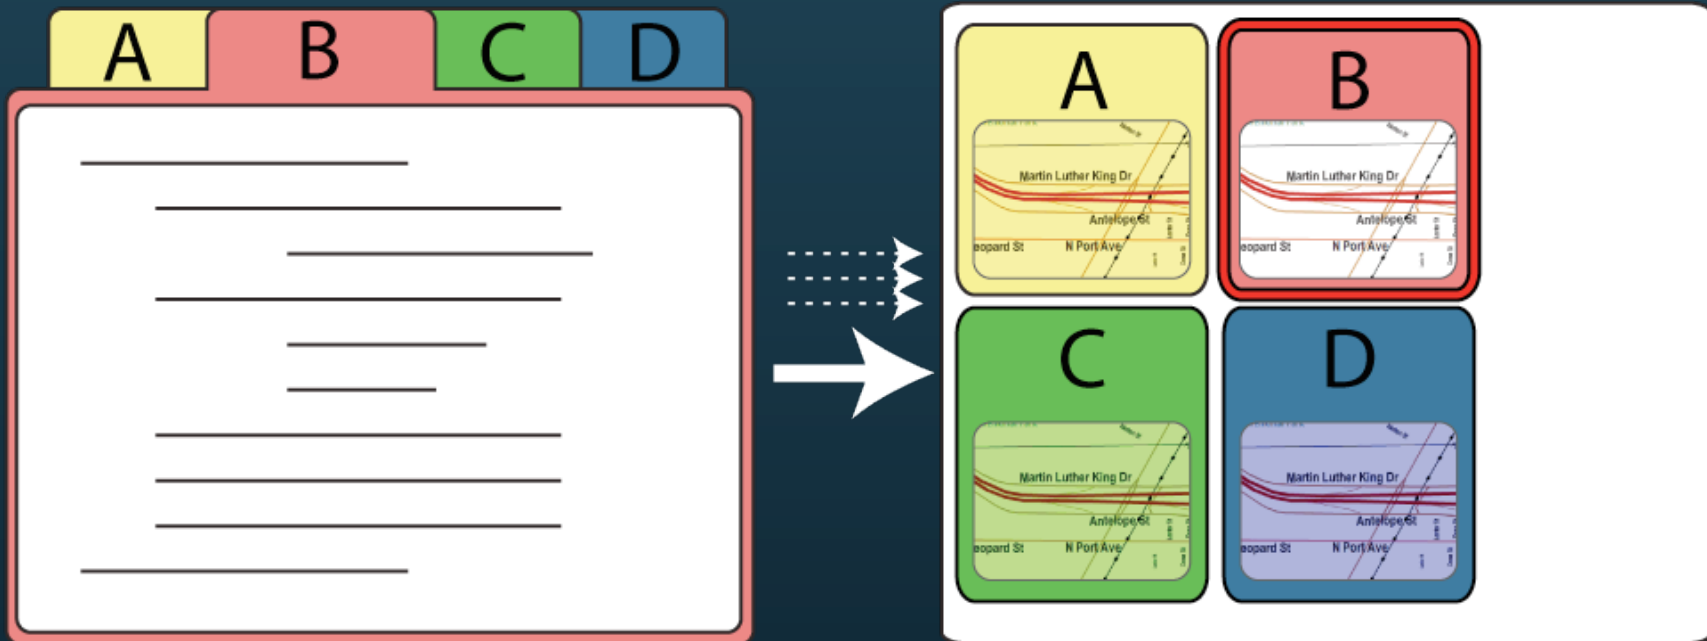 A B C D
A
Martin Luther King Dr
Antelope St
eopard St N Port Ave
B
Martin Luther King Dr
Antelope St
eopard St N Port Ave
C
Martin Luther King Dr
Antelope St
eopard St N Port Ave
D
Martin Luther King Dr
Antelope St
eopard St N Port Ave